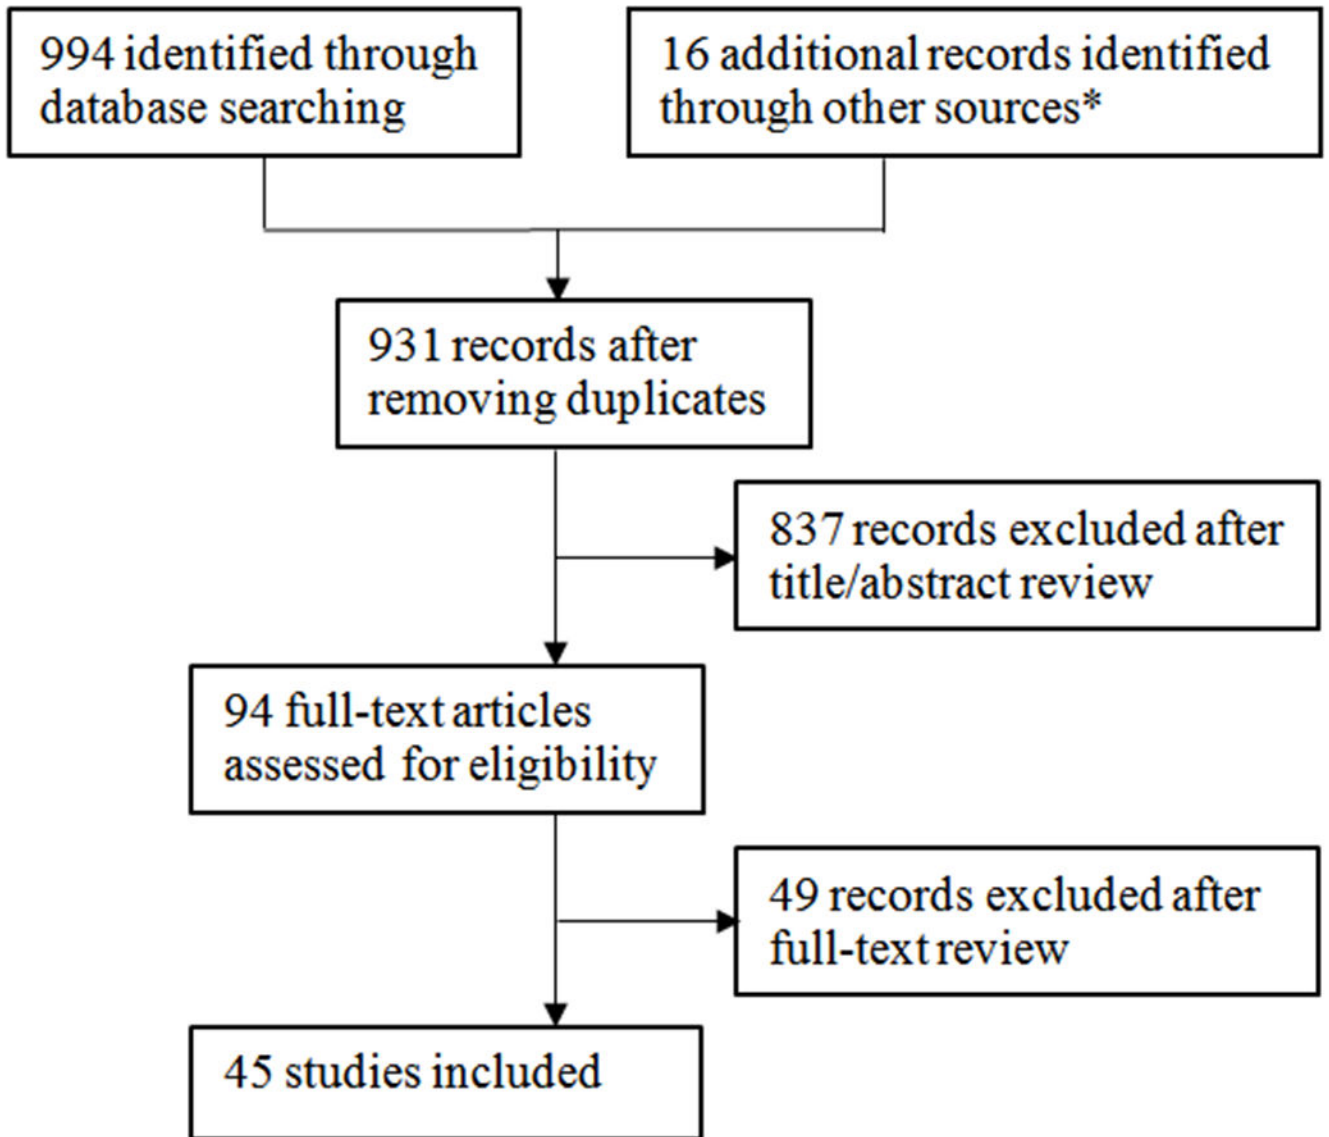 994 identified through
database searching
16 additional records identified
through other sources*
931 records after
removing duplicates
837 records excluded after
title/abstract review
94 full-text articles
assessed for eligibility
49 records excluded after
full-text review
45 studies included